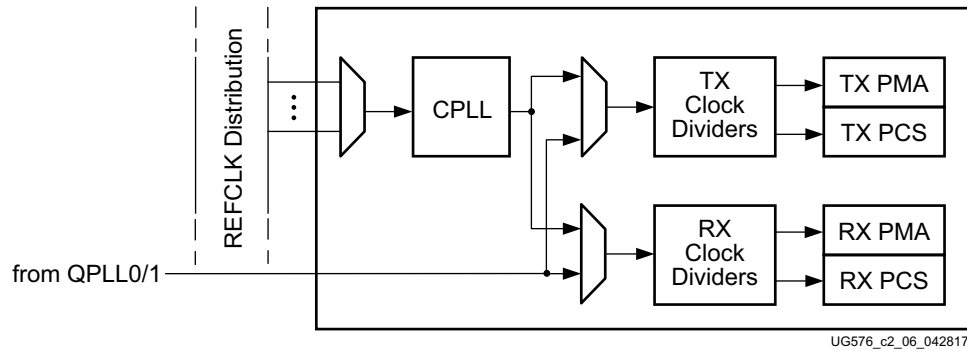 REFCLK Distribution
CPLL
TX
Clock
Dividers
TX PMA
TX PCS
RX
Clock
Dividers
RX PMA
RX PCS
from QPLL0/1
UG576_c2_06_042817